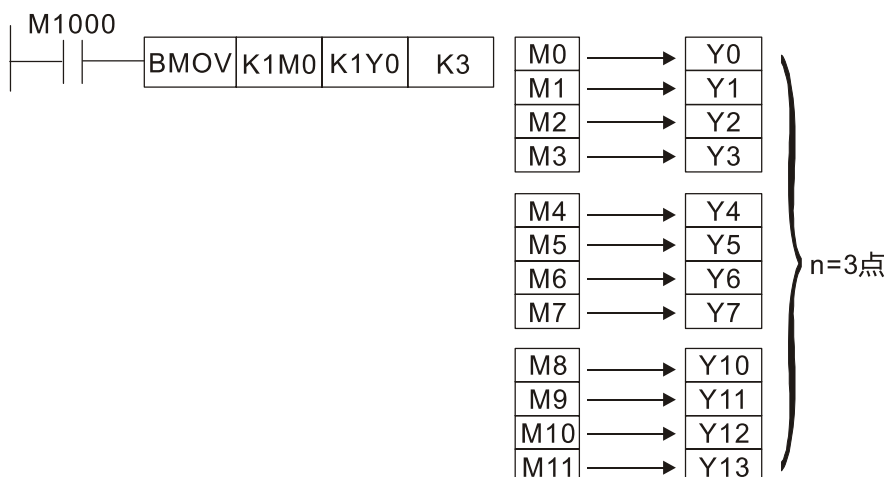 M1000
BMOV K1M0 K1Y0 K3
M0 Y0
M1 Y1
M2 Y2
M3 Y3
M4 Y4
M5 Y5
M6 Y6
M7 Y7
n=3点
M8 Y10
M9 Y11
M10 Y12
M11 Y13